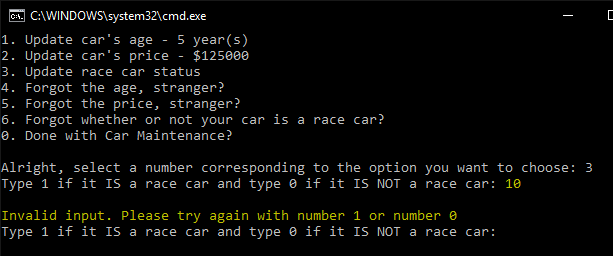 C:\WINDOWS\system32\cmd.exe
1. Update car's age - 5 year(s)
2. Update car's price - $125000
3. Update race car status
4. Forgot the age, stranger?
5. Forgot the price, stranger?
6. Forgot whether or not your car is a race car?
0. Done with Car Maintenance?
Alright, select a number corresponding to the option you want to choose: 3
Type 1 if it IS a race car and type 0 if it IS NOT a race car: 10
Invalid input. Please try again with number 1 or number 0
Type 1 if it IS a race car and type 0 if it IS NOT a race car: